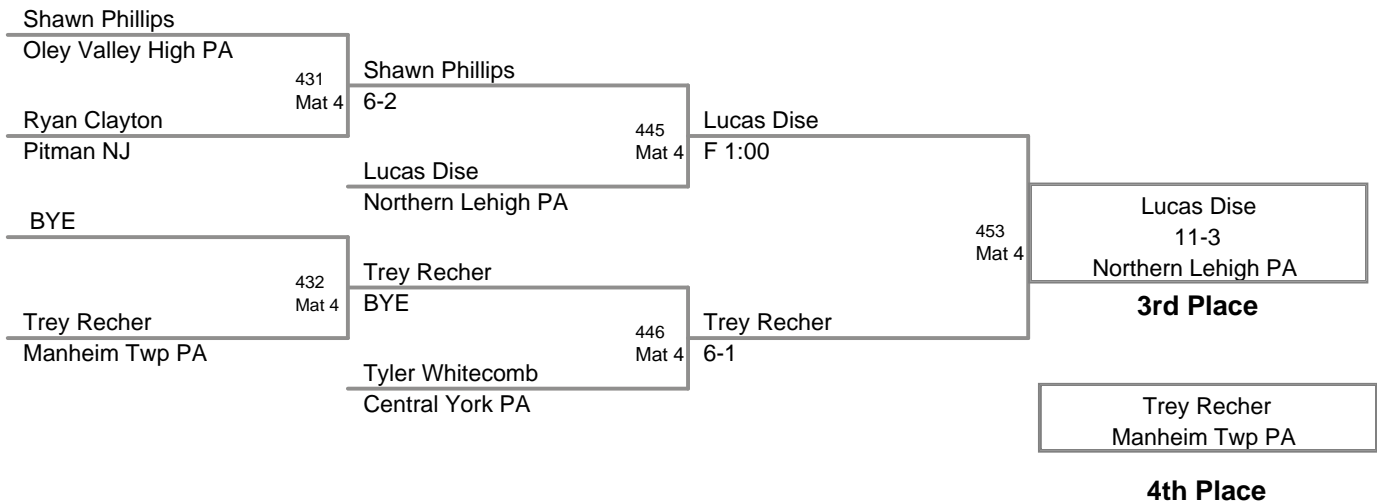 Shawn Phillips
Oley Valley High PA
431
Mat 4
Shawn Phillips
6-2
Ryan Clayton
Pitman NJ
445
Mat 4
Lucas Dise
F 1:00
Lucas Dise
Northern Lehigh PA
BYE
453
Mat 4
Lucas Dise
11-3
Northern Lehigh PA
3rd Place
432
Mat 4
Trey Recher
BYE
Trey Recher
Manheim Twp PA
446
Mat 4
Trey Recher
6-1
Tyler Whitecomb
Central York PA
Trey Recher
Manheim Twp PA
4th Place